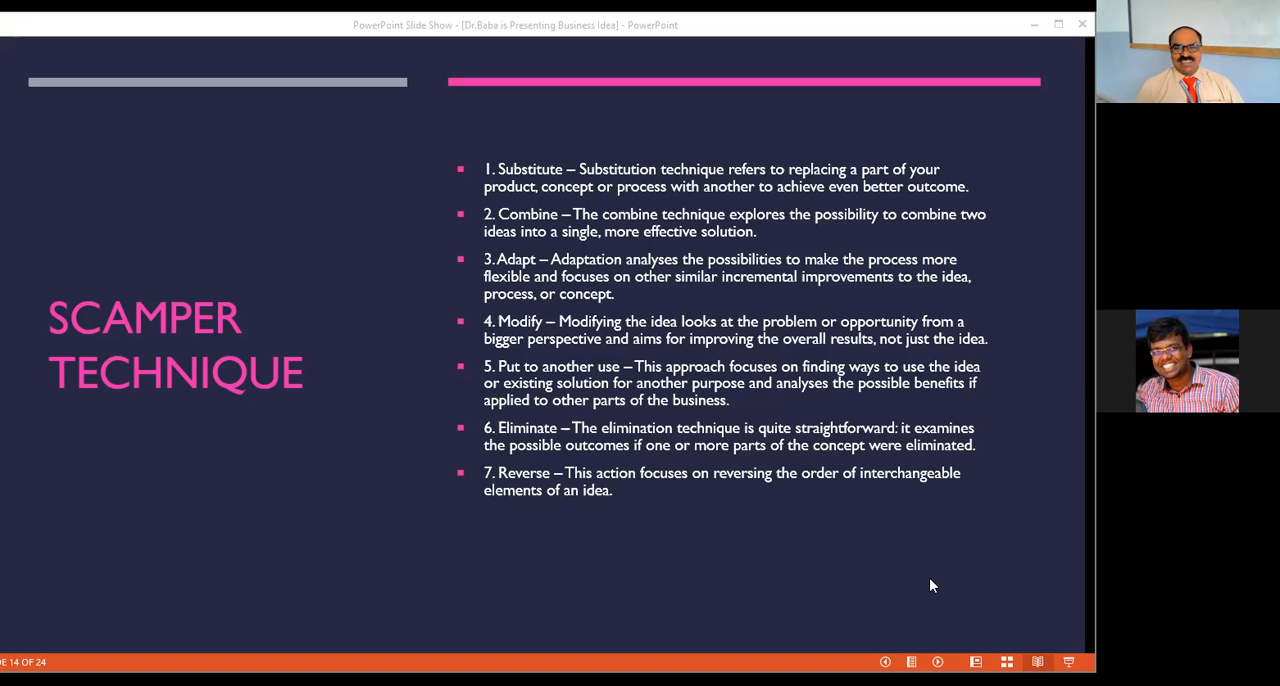 PowerPoint Slide Show - [Dr.Baba is Presenting Business Idea] - PowerPoint
SCAMPER
TECHNIQUE
1. Substitute – Substitution technique refers to replacing a part of your
product, concept or process with another to achieve even better outcome.
2. Combine – The combine technique explores the possibility to combine two
ideas into a single, more effective solution.
3. Adapt – Adaptation analyses the possibilities to make the process more
flexible and focuses on other similar incremental improvements to the idea,
process, or concept.
4. Modify – Modifying the idea looks at the problem or opportunity from a
bigger perspective and aims for improving the overall results, not just the idea.
5. Put to another use – This approach focuses on finding ways to use the idea
or existing solution for another purpose and analyses the possible benefits if
applied to other parts of the business.
6. Eliminate – The elimination technique is quite straightforward: it examines
the possible outcomes if one or more parts of the concept were eliminated.
7. Reverse – This action focuses on reversing the order of interchangeable
elements of an idea.
DE 14 OF 24